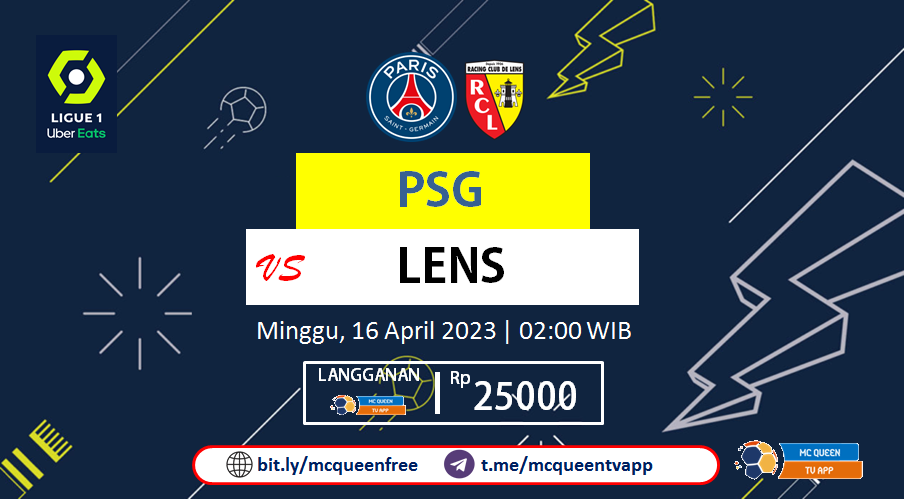 LIGUE 1
Uber Eats
PARIS
SAINT-GERMAIN
RACING CLUB DE LENS
RCL
PSG
VS LENS
Minggu, 16 April 2023 | 02:00 WIB
LANGGANAN | Rp 25000
MC QUEEN
TV APP
bit.ly/mcqueenfree t.me/mcqueentvapp
MC QUEEN
TV APP